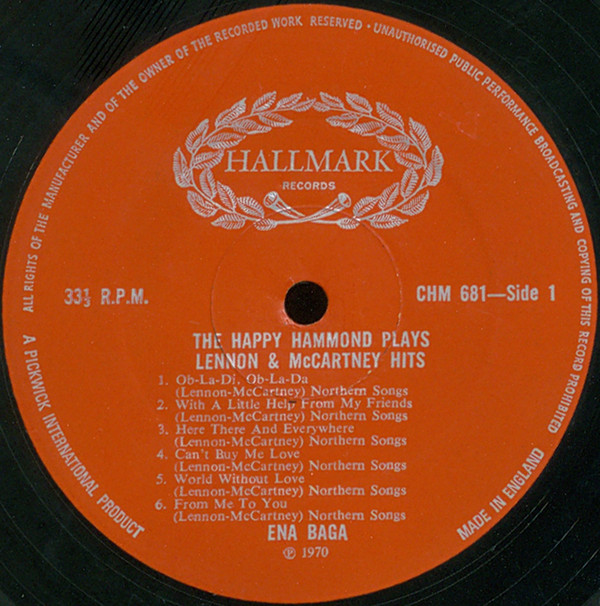 ALL RIGHTS OF THE MANUFACTURER AND OF THE OWNER OF THE RECORDED WORK RESERVED · UNAUTHORISED PUBLIC PERFORMANCE BROADCASTING AND COPYING OF THIS RECORD PROHIBITED
HALLMARK
RECORDS
33⅓ R.P.M.
CHM 681—Side 1
THE HAPPY HAMMOND PLAYS
LENNON & McCARTNEY HITS
1. Ob-La-Di, Ob-La-Da
(Lennon-McCartney) Northern Songs
2. With A Little Help From My Friends
(Lennon-McCartney) Northern Songs
3. Here There And Everywhere
(Lennon-McCartney) Northern Songs
4. Can't Buy Me Love
(Lennon-McCartney) Northern Songs
5. World Without Love
(Lennon-McCartney) Northern Songs
6. From Me To You
(Lennon-McCartney) Northern Songs
ENA BAGA
℗ 1970
A PICKWICK INTERNATIONAL PRODUCT
MADE IN ENGLAND